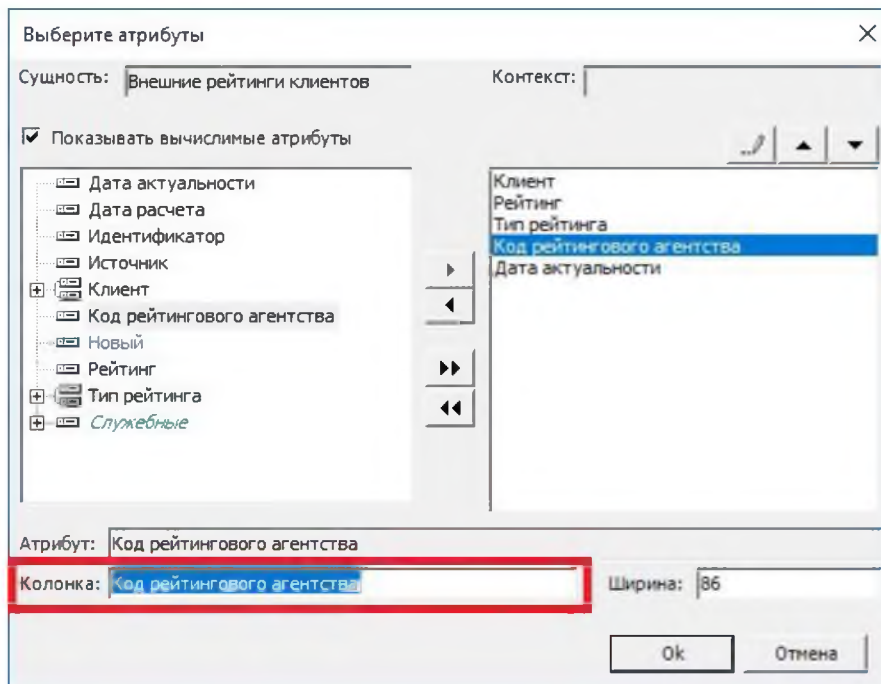 Выберите атрибуты
Сущность: Внешние рейтинги клиентов Контекст:
Показывать вычислимые атрибуты
Дата актуальности
Дата расчета
Идентификатор
Источник
Клиент
Код рейтингового агентства
Новый
Рейтинг
Тип рейтинга
Служебные
Клиент
Рейтинг
Тип рейтинга
Код рейтингового агентства
Дата актуальности
Атрибут: Код рейтингового агентства
Колонка: Код рейтингового агентства Ширина: 86
Ok Отмена